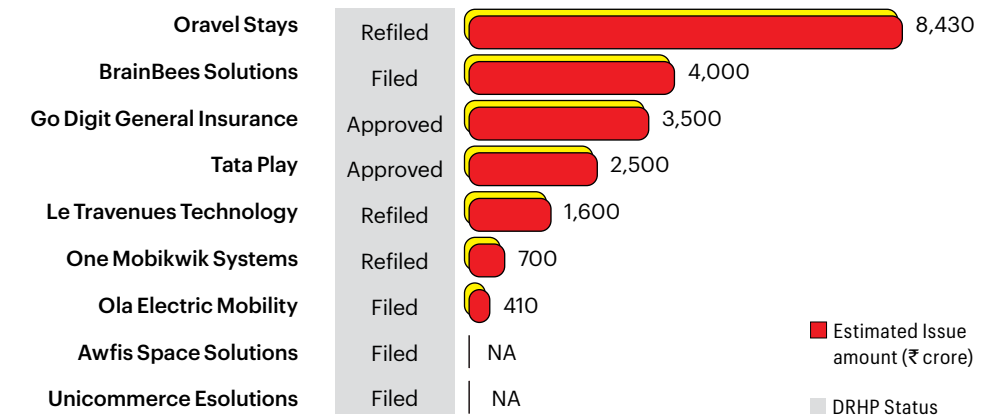 Oravel Stays Refiled 8,430
BrainBees Solutions Filed 4,000
Go Digit General Insurance Approved 3,500
Tata Play Approved 2,500
Le Travenues Technology Refiled 1,600
One Mobikwik Systems Refiled 700
Ola Electric Mobility Filed 410
Awfis Space Solutions Filed NA
Unicommerce Esolutions Filed NA
Estimated Issue
amount (₹ crore)
DRHP Status